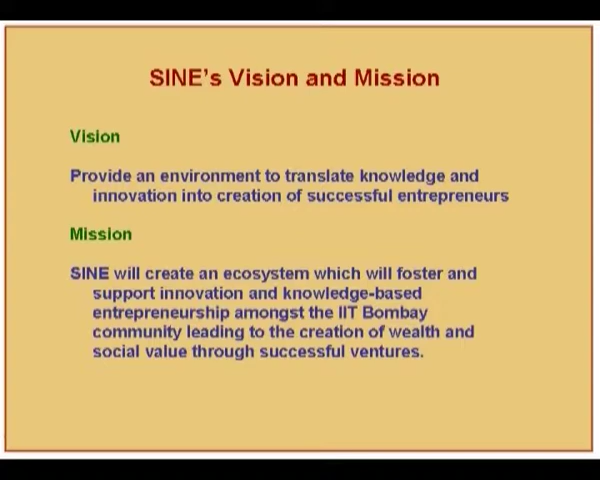 SINE's Vision and Mission
Vision
Provide an environment to translate knowledge and
innovation into creation of successful entrepreneurs
Mission
SINE will create an ecosystem which will foster and
support innovation and knowledge-based
entrepreneurship amongst the IIT Bombay
community leading to the creation of wealth and
social value through successful ventures.